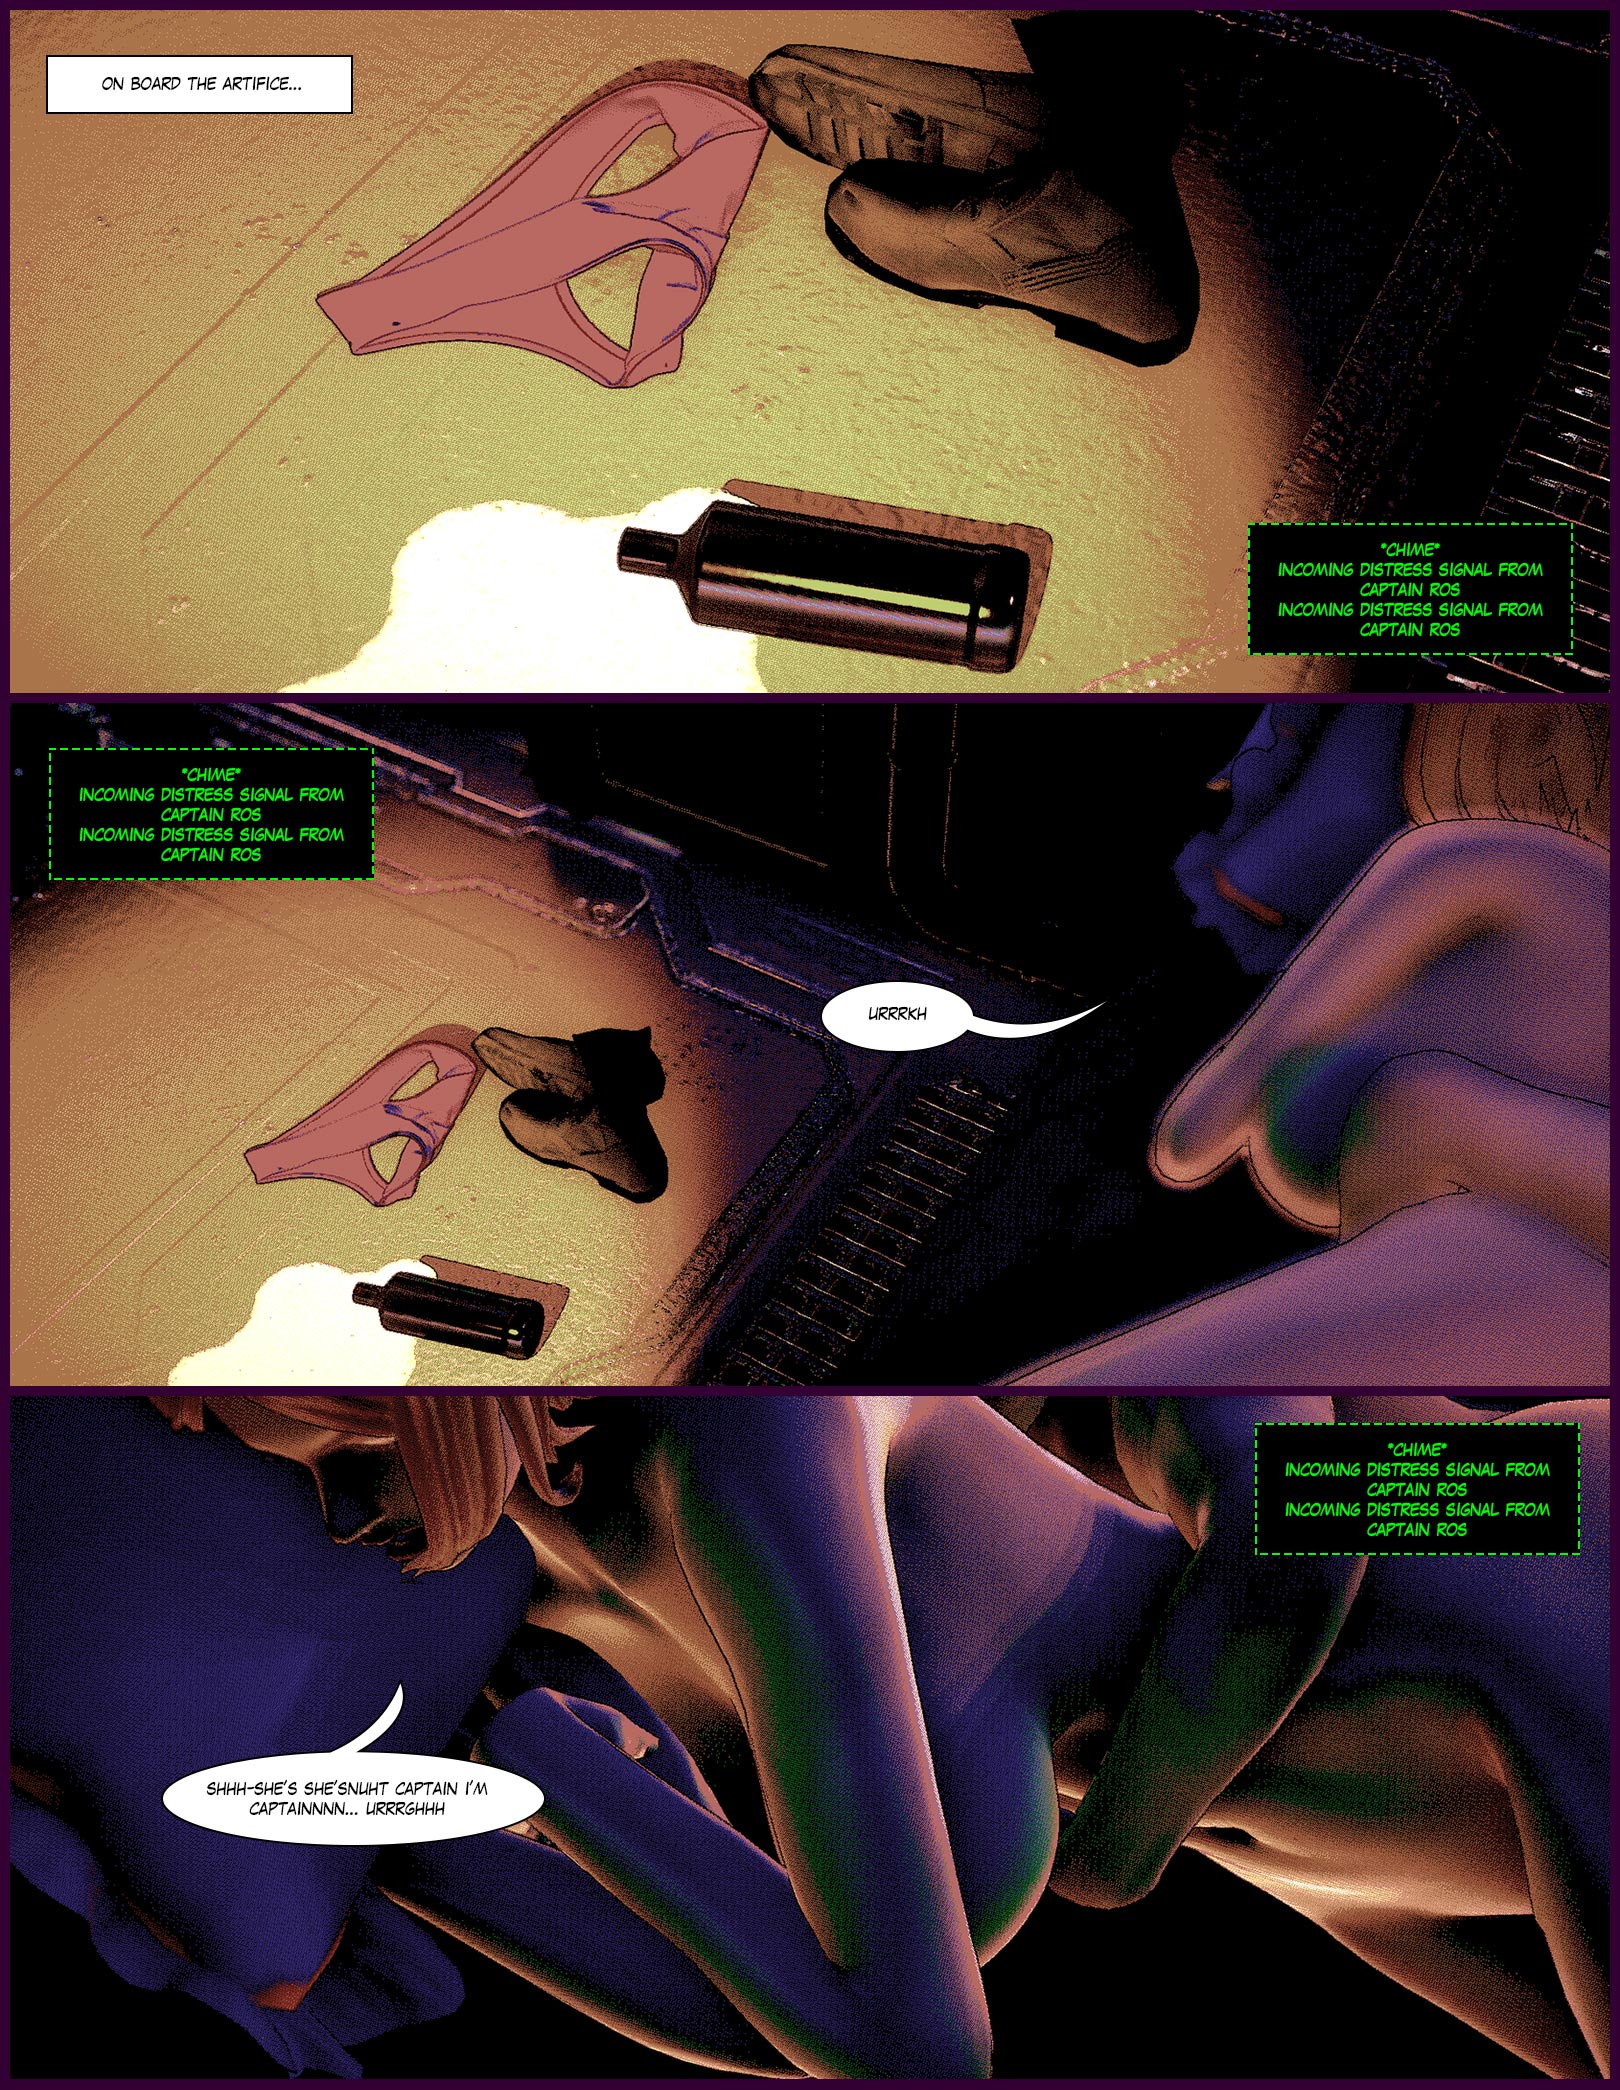 ON BOARD THE ARTIFICE...
*CHIME*
INCOMING DISTRESS SIGNAL FROM
CAPTAIN ROS
INCOMING DISTRESS SIGNAL FROM
CAPTAIN ROS
*CHIME*
INCOMING DISTRESS SIGNAL FROM
CAPTAIN ROS
INCOMING DISTRESS SIGNAL FROM
CAPTAIN ROS
URRRKH
*CHIME*
INCOMING DISTRESS SIGNAL FROM
CAPTAIN ROS
INCOMING DISTRESS SIGNAL FROM
CAPTAIN ROS
SHHH-SHE'S SHE'SNUHT CAPTAIN I'M
CAPTAINNNN... URRRGHHH